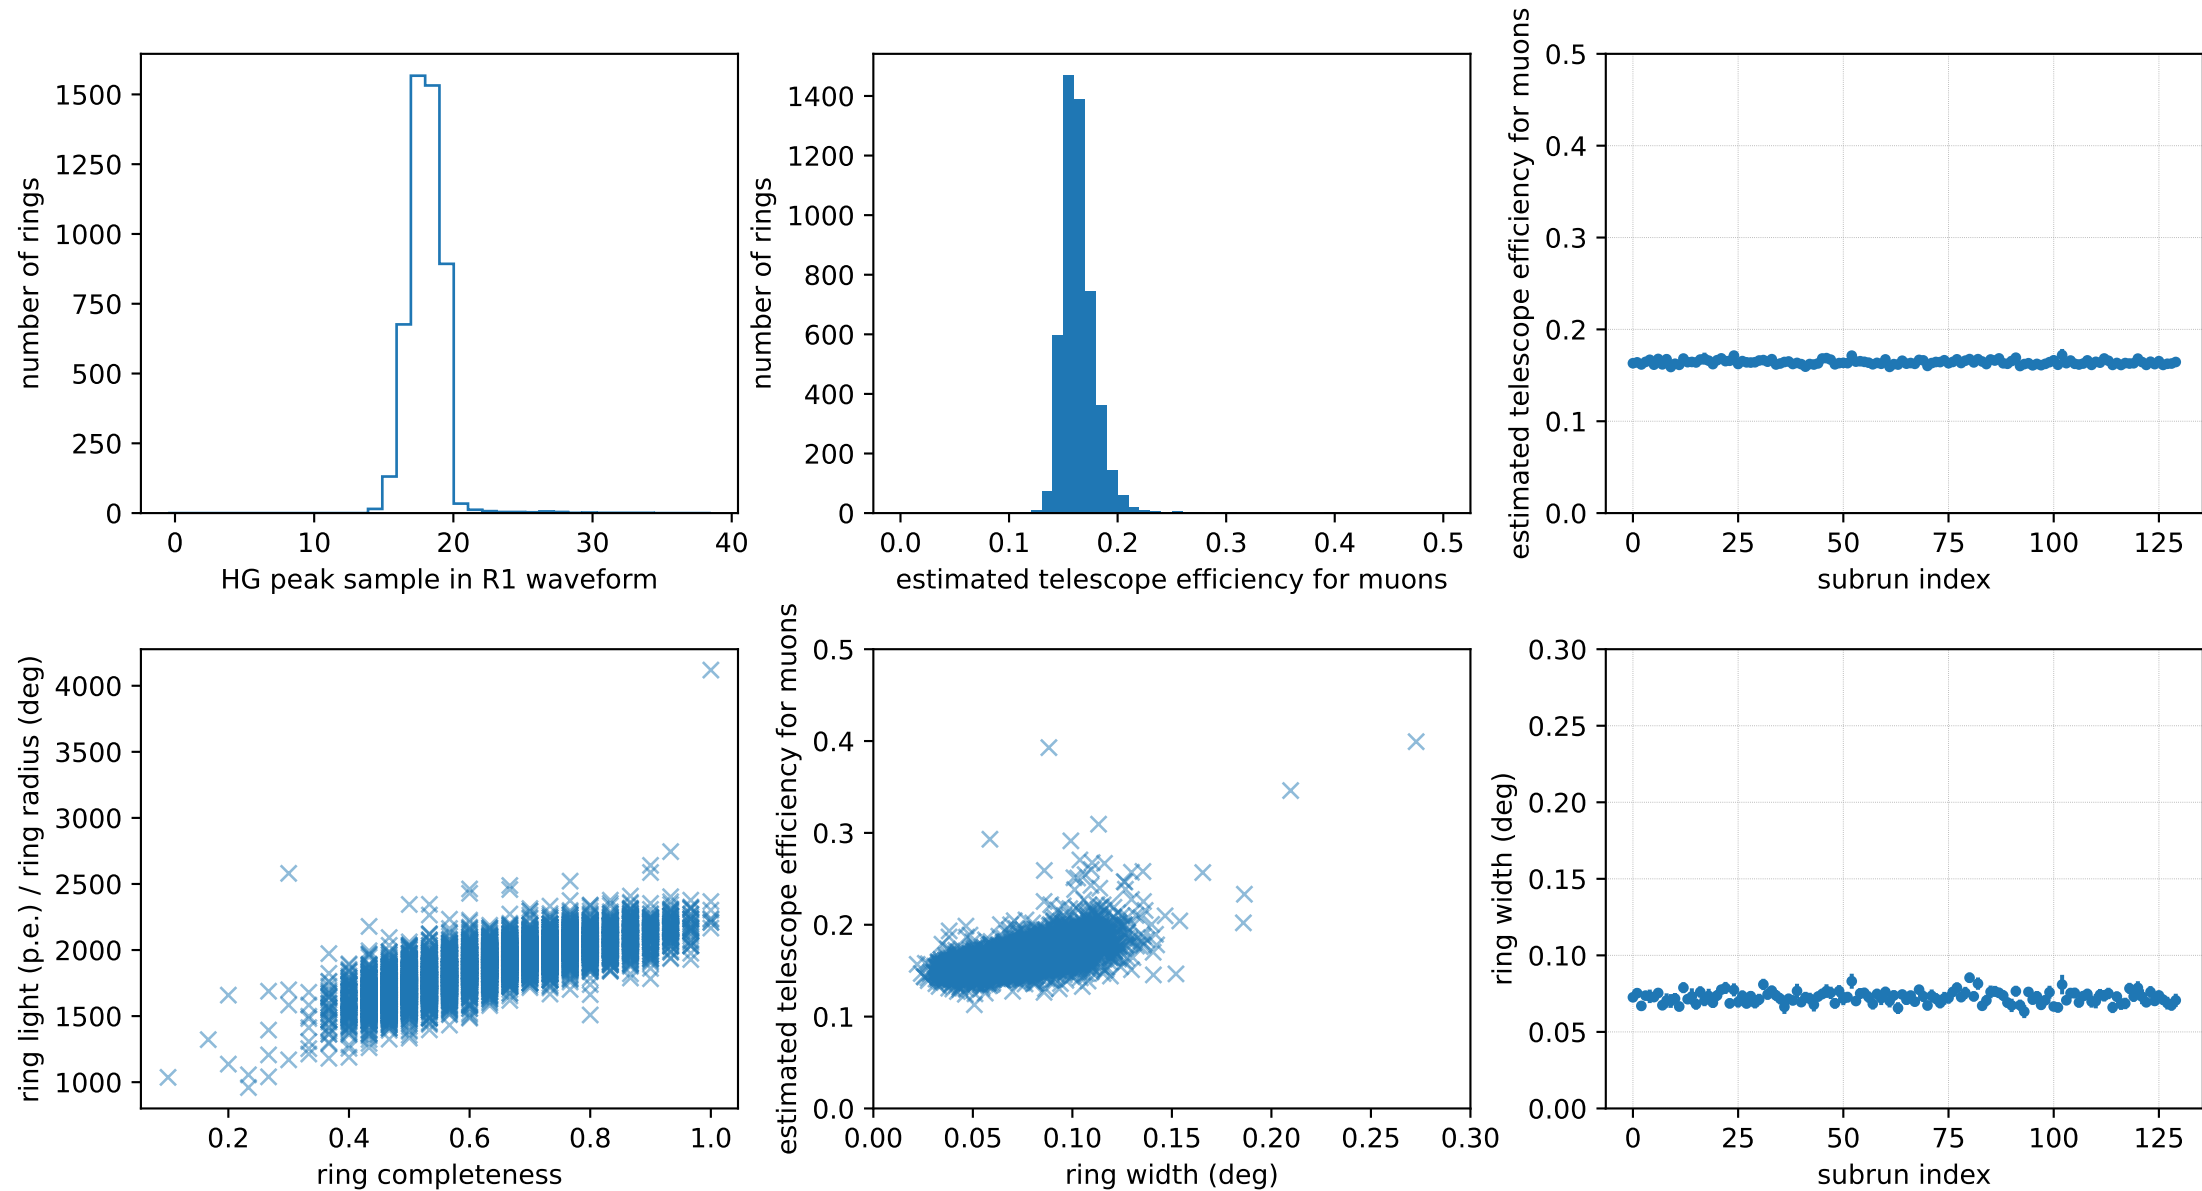 number of rings
1500
1250
1000
750
500
250
0
0 10 20 30 40
HG peak sample in R1 waveform
number of rings
1400
1200
1000
800
600
400
200
0
0.0 0.1 0.2 0.3 0.4 0.5
estimated telescope efficiency for muons
estimated telescope efficiency for muons
0.5
0.4
0.3
0.2
0.1
0.0
0 25 50 75 100 125
subrun index
ring light (p.e.) / ring radius (deg)
4000
3500
3000
2500
2000
1500
1000
0.2 0.4 0.6 0.8 1.0
ring completeness
estimated telescope efficiency for muons
0.5
0.4
0.3
0.2
0.1
0.0
0.00 0.05 0.10 0.15 0.20 0.25 0.30
ring width (deg)
ring width (deg)
0.30
0.25
0.20
0.15
0.10
0.05
0.00
0 25 50 75 100 125
subrun index